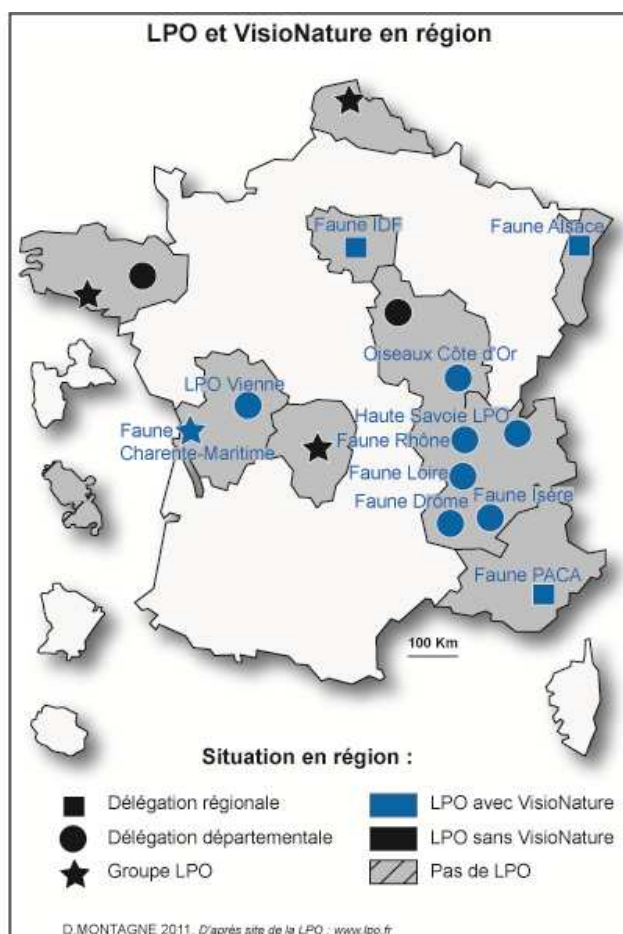 LPO et VisioNature en région
Faune IDF
Faune Alsace
Oiseaux Côte d'Or
LPO Vienne
Haute Savoie LPO
Faune
Charente-Maritime
Faune Rhône
Faune Loire
Faune Drôme
Faune Isére
Faune PACA
100 Km
Situation en région :
Délégation régionale
LPO avec VisioNature
Délégation départementale
LPO sans VisioNature
Groupe LPO
Pas de LPO
D.MONTAGNE 2011. D'après site de la LPO : www.lpo.fr